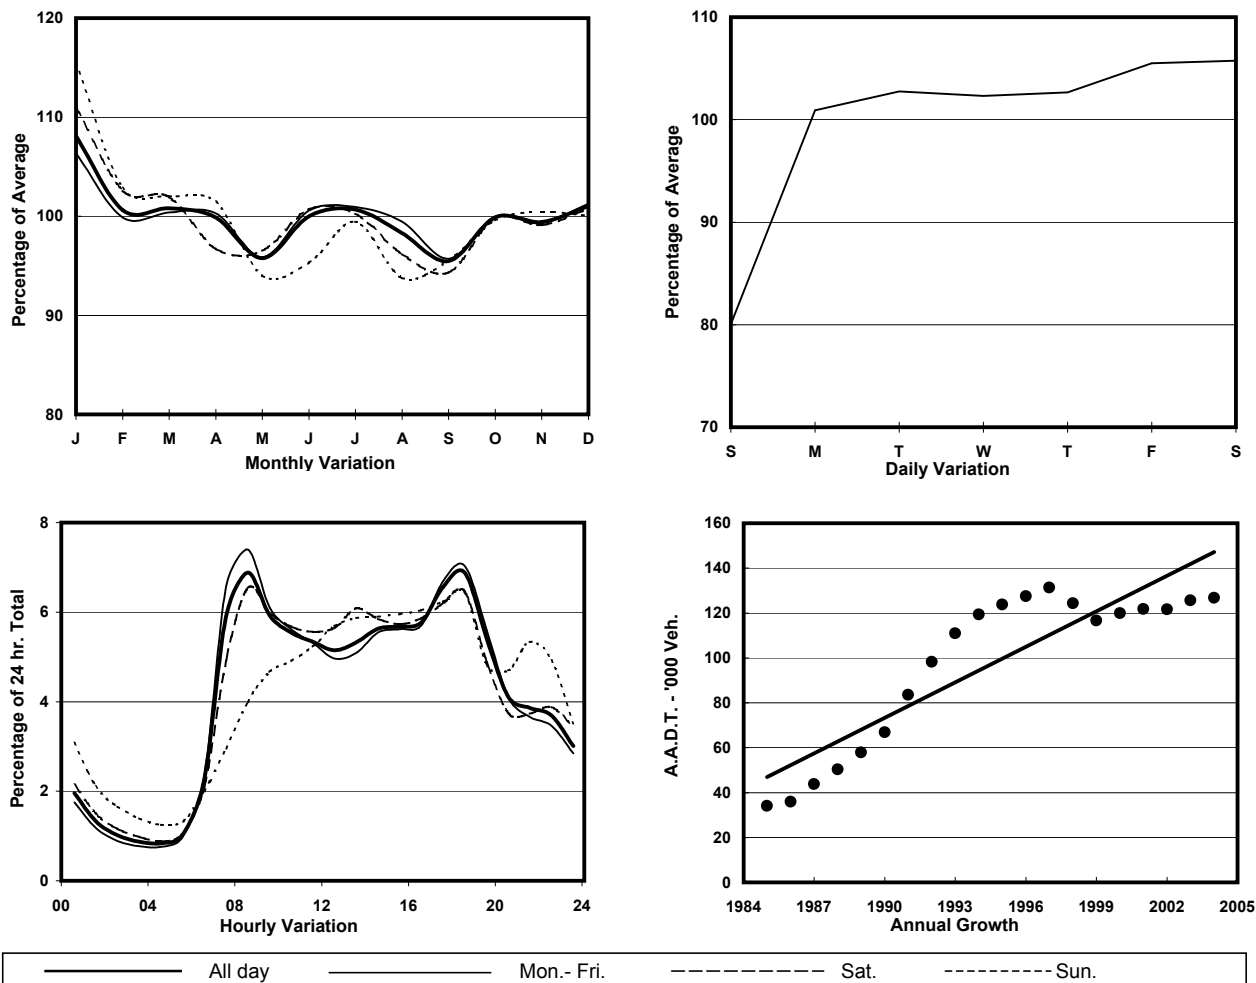 120
110
100
90
80
Percentage of Average
J F M A M J J A S O N D
Monthly Variation
110
100
90
80
70
Percentage of Average
S M T W T F S
Daily Variation
8
6
4
2
0
Percentage of 24 hr. Total
00 04 08 12 16 20 24
Hourly Variation
160
140
120
100
80
60
40
20
0
A.A.D.T. - '000 Veh.
1984 1987 1990 1993 1996 1999 2002 2005
Annual Growth
All day Mon.- Fri. Sat. Sun.